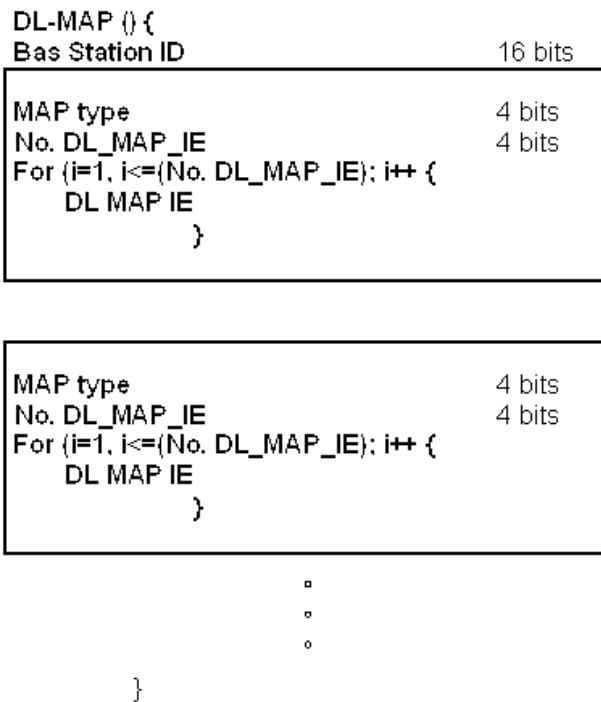 DL-MAP () {
Bas Station ID 16 bits
MAP type 4 bits
No. DL_MAP_IE 4 bits
For (i=1, i<=(No. DL_MAP_IE); i++ {
DL MAP IE
}
MAP type 4 bits
No. DL_MAP_IE 4 bits
For (i=1, i<=(No. DL_MAP_IE); i++ {
DL MAP IE
}
}